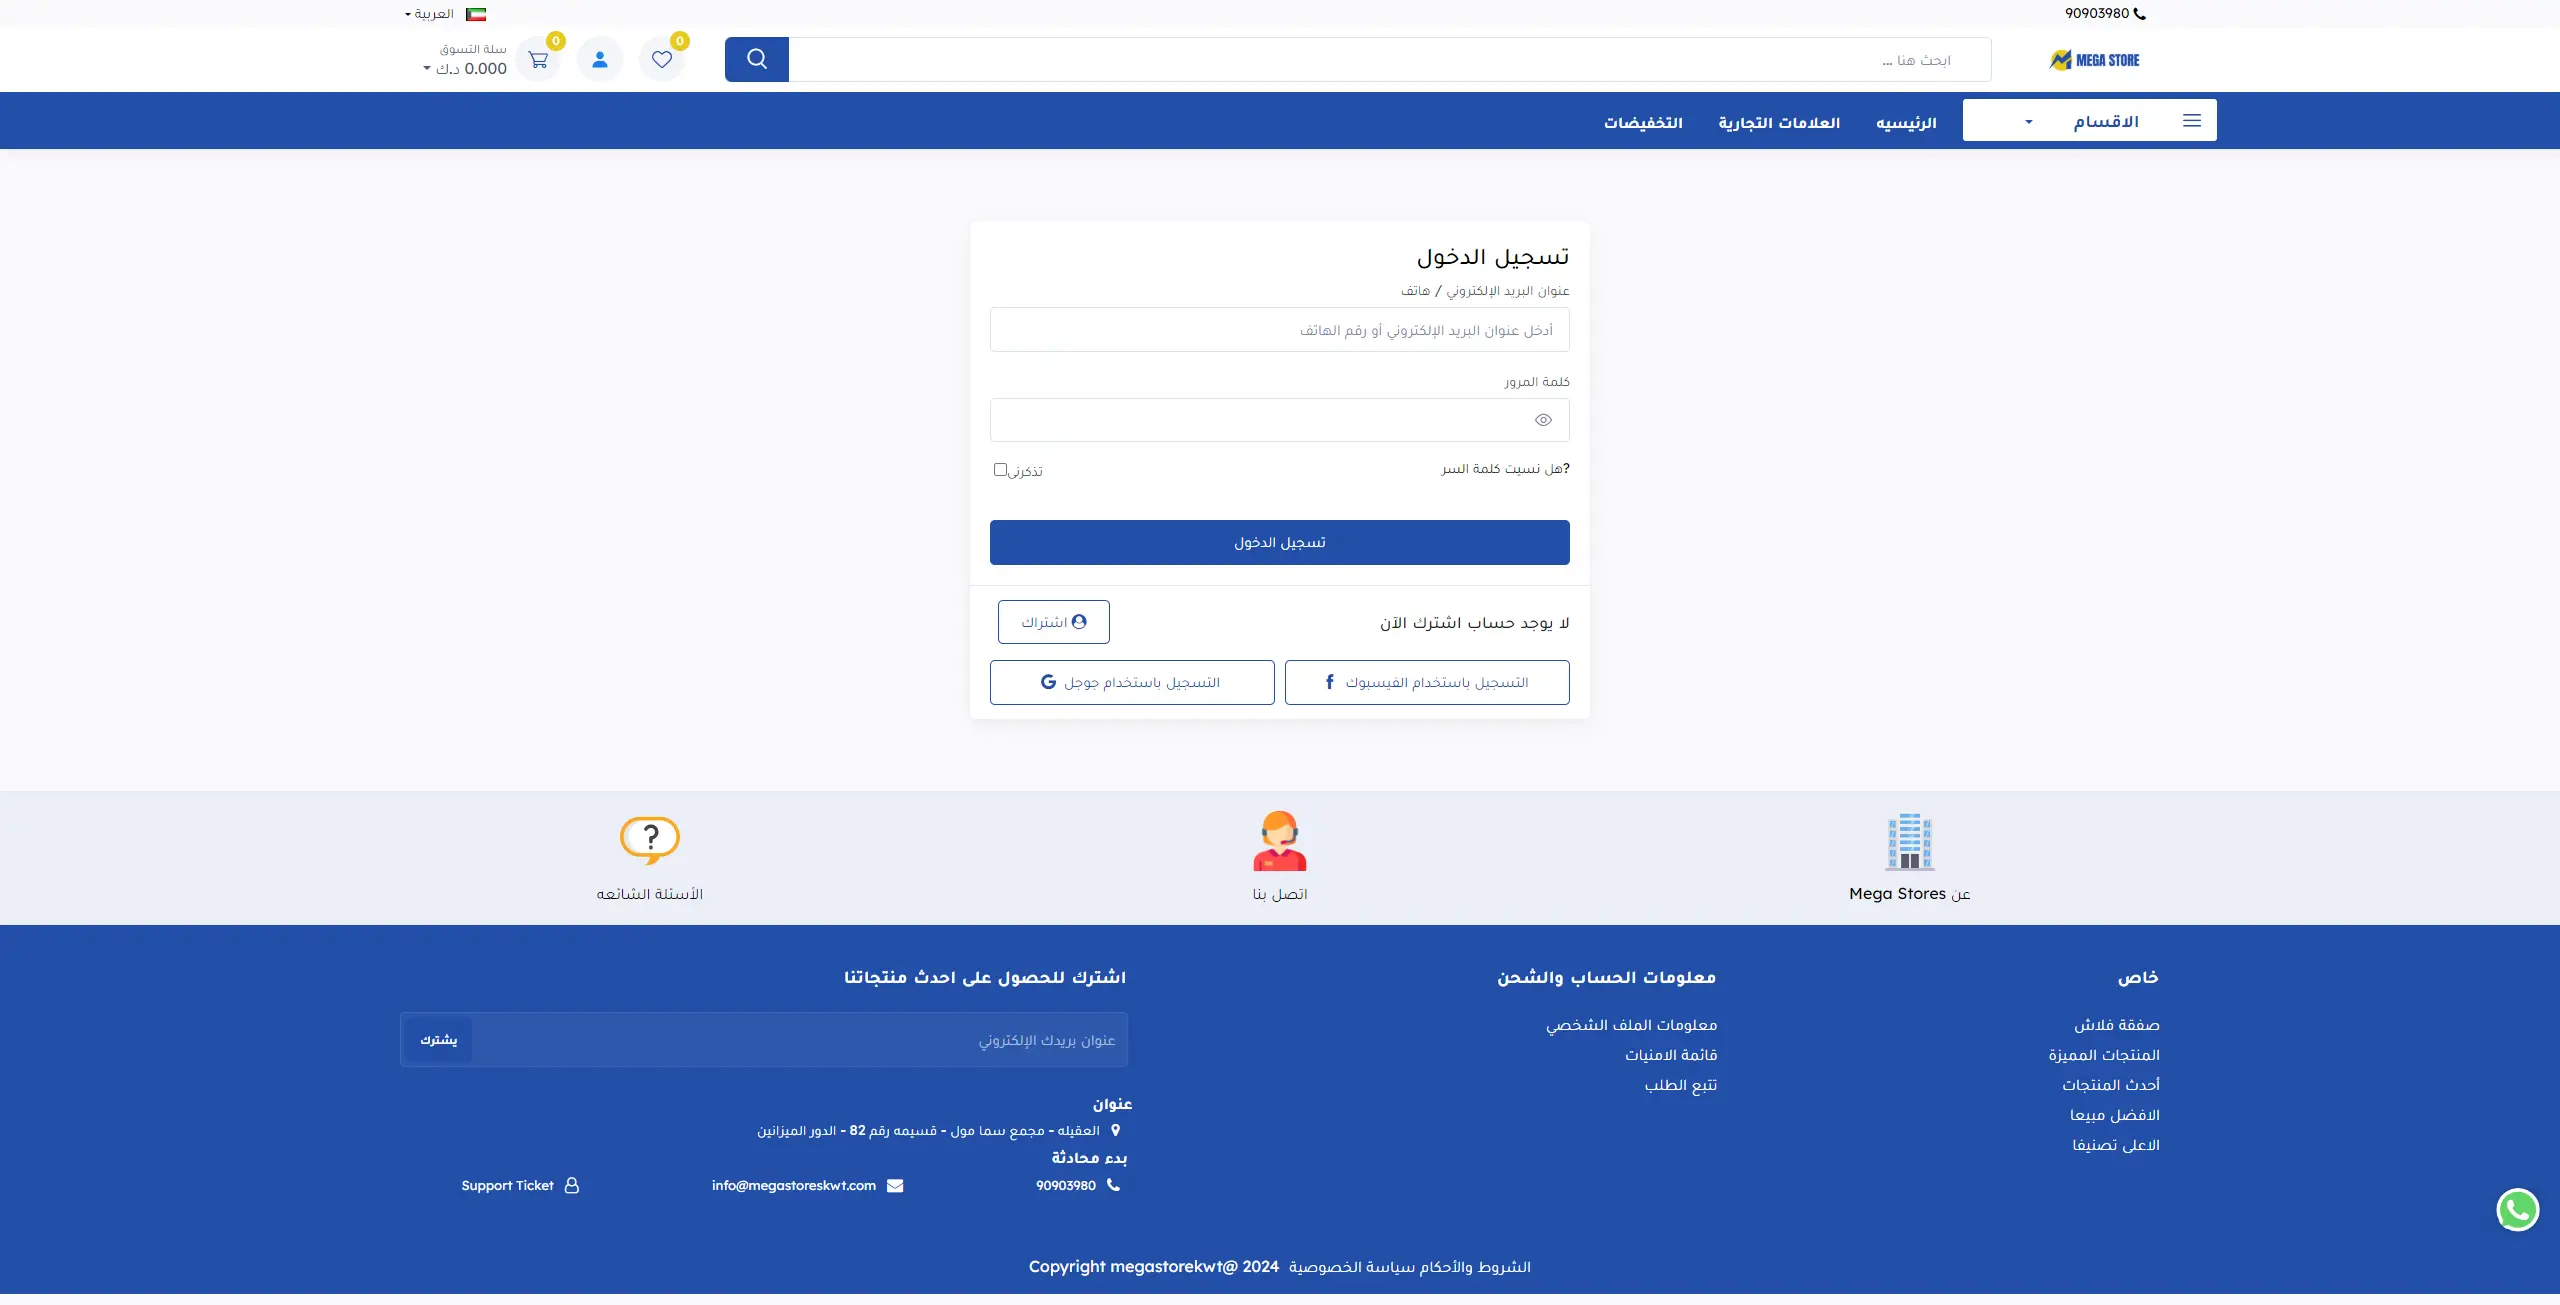 90903980
العربية
MEGA STORE
ابحث هنا ...
0
0
سلة التسوق
0.000 د.ك
الاقسام
الرئيسيه
العلامات التجارية
التخفيضات
تسجيل الدخول
عنوان البريد الإلكتروني / هاتف
أدخل عنوان البريد الإلكتروني أو رقم الهاتف
كلمة المرور
?هل نسيت كلمة السر
تذكرنى
تسجيل الدخول
لا يوجد حساب اشترك الآن
اشتراك
التسجيل باستخدام الفيسبوك
التسجيل باستخدام جوجل
عن Mega Stores
اتصل بنا
الأسئلة الشائعه
خاص
صفقة فلاش
المنتجات المميزة
أحدث المنتجات
الافضل مبيعا
الاعلى تصنيفا
معلومات الحساب والشحن
معلومات الملف الشخصي
قائمة الامنيات
تتبع الطلب
اشترك للحصول على احدث منتجاتنا
عنوان بريدك الإلكتروني
يشترك
عنوان
العقيله - مجمع سما مول - قسيمه رقم 82 - الدور الميزانين
بدء محادثة
90903980
info@megastoreskwt.com
Support Ticket
الشروط والأحكام سياسة الخصوصية Copyright megastorekwt@ 2024